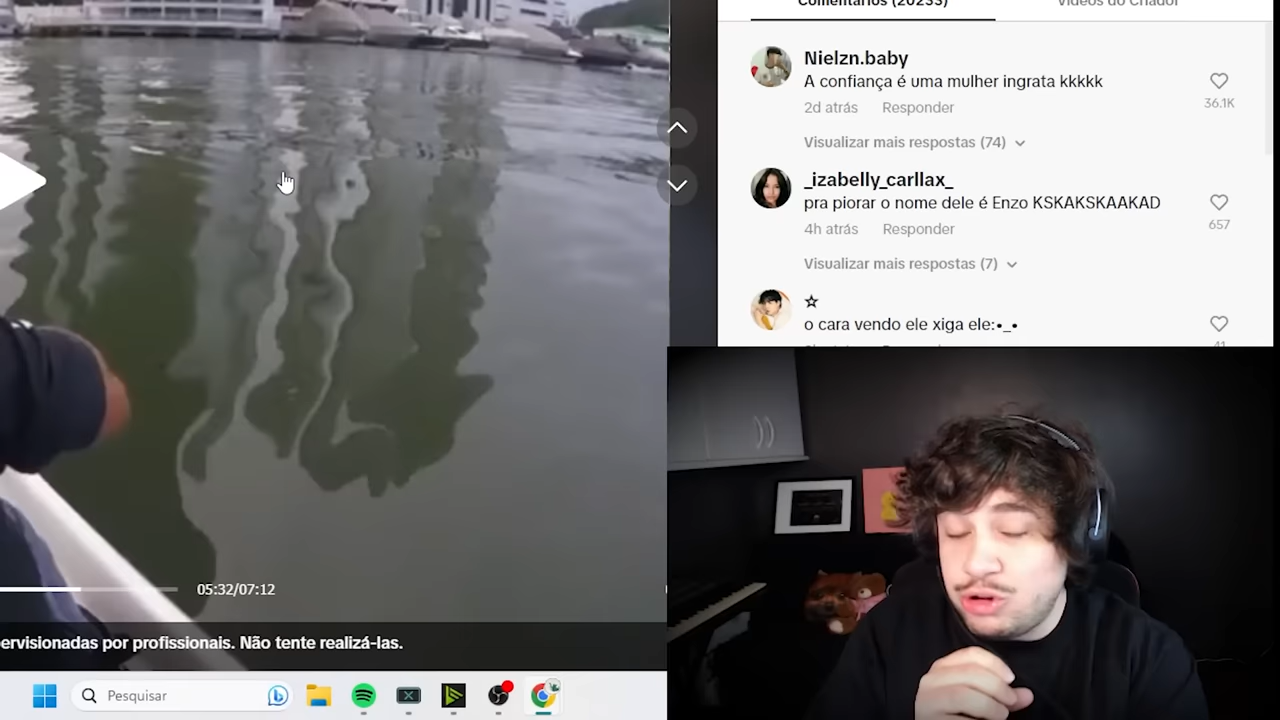 Comentários (20233)
Vídeos do Criador
Nielzn.baby
A confiança é uma mulher ingrata kkkkk
36.1K
2d atrás Responder
Visualizar mais respostas (74)
_izabelly_carllax_
pra piorar o nome dele é Enzo KSKAKSKAAKAD
657
4h atrás Responder
Visualizar mais respostas (7)
☆
o cara vendo ele xiga ele:•_•
41
05:32/07:12
ervisionadas por profissionais. Não tente realizá-las.
Pesquisar